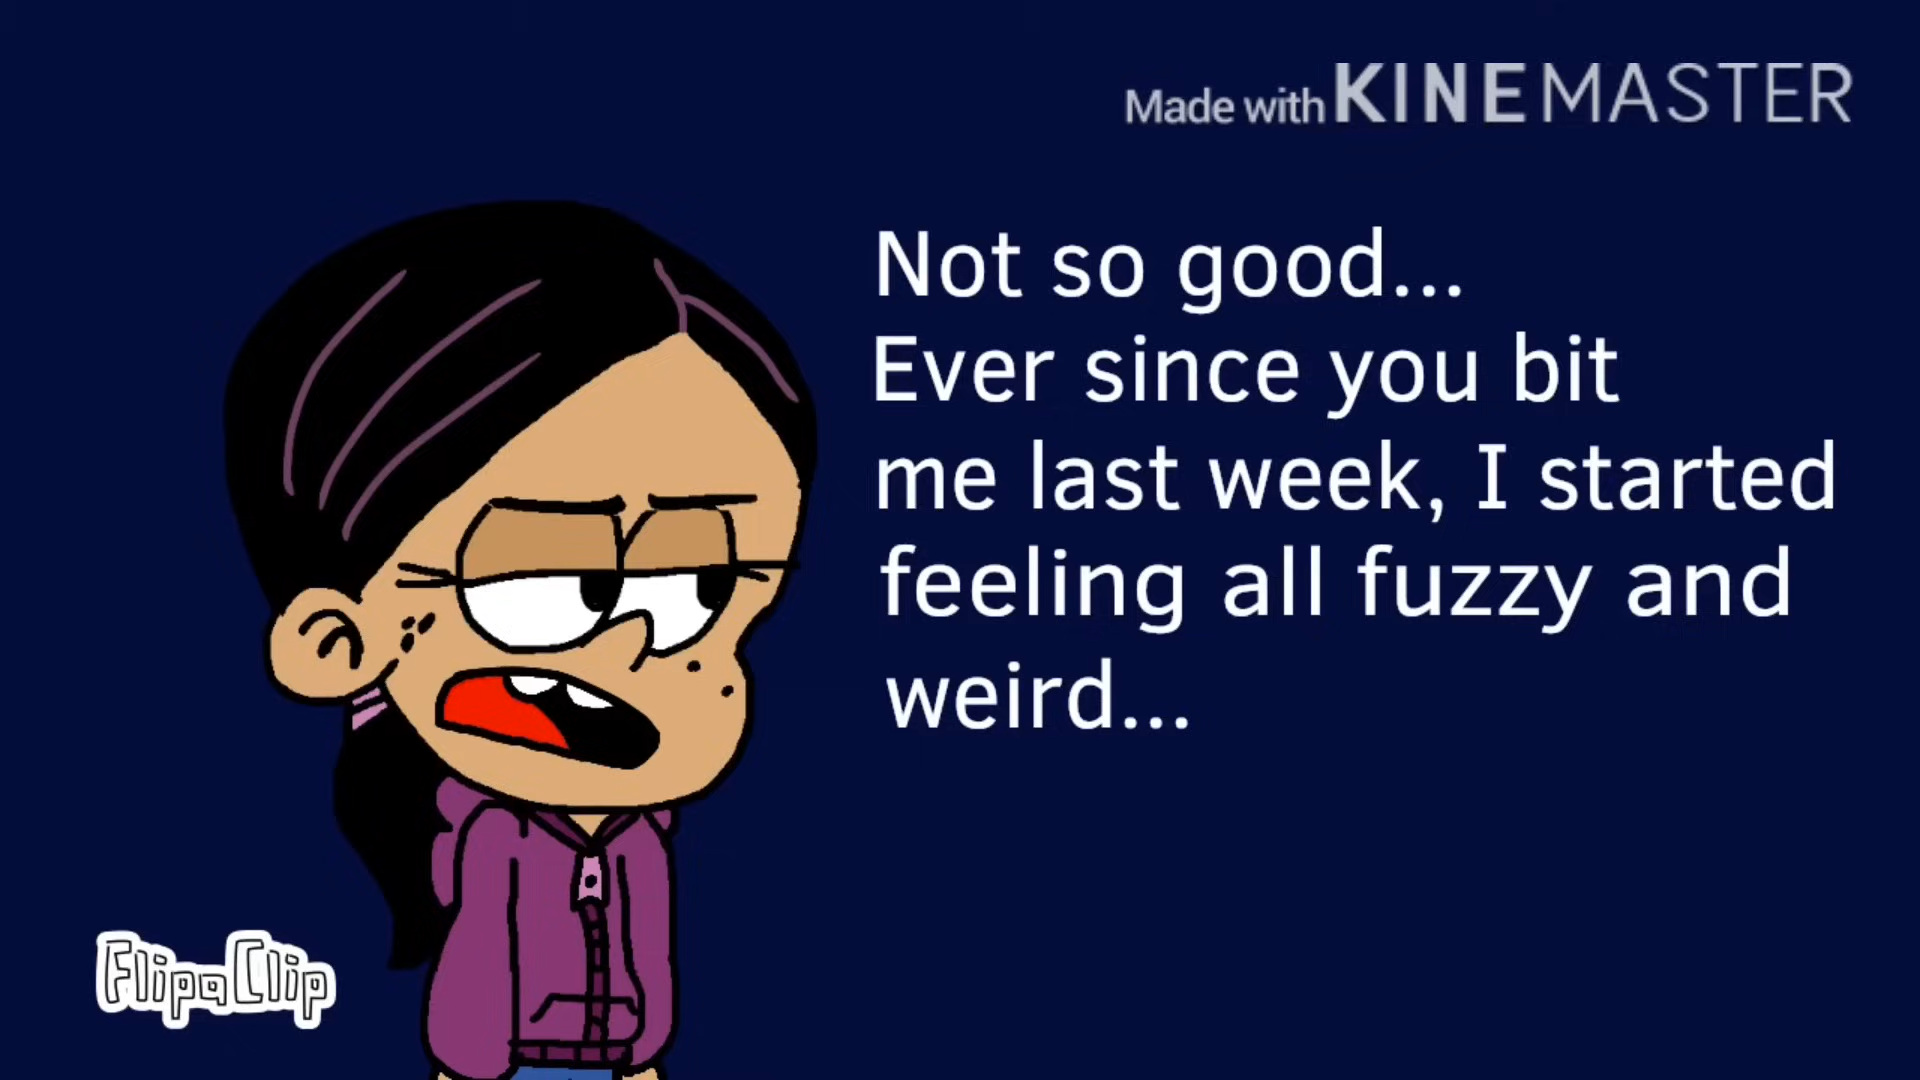 Made with KINEMASTER
Not so good...
Ever since you bit
me last week, I started
feeling all fuzzy and
weird...
FlipaClip